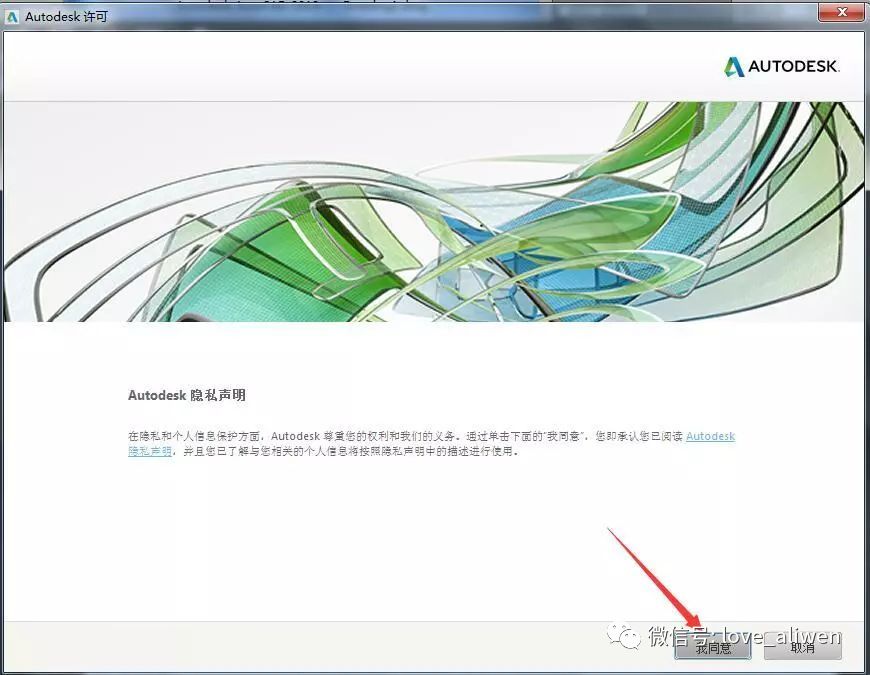 Autodesk 许可
AUTODESK.
Autodesk 隐私声明
在隐私和个人信息保护方面，Autodesk 尊重您的权利和我们的义务。通过单击下面的“我同意”，您即承认您已阅读 Autodesk
隐私声明，并且您已了解与您相关的个人信息将按照隐私声明中的描述进行使用。
微信号: love_aliwen
我同意
取消